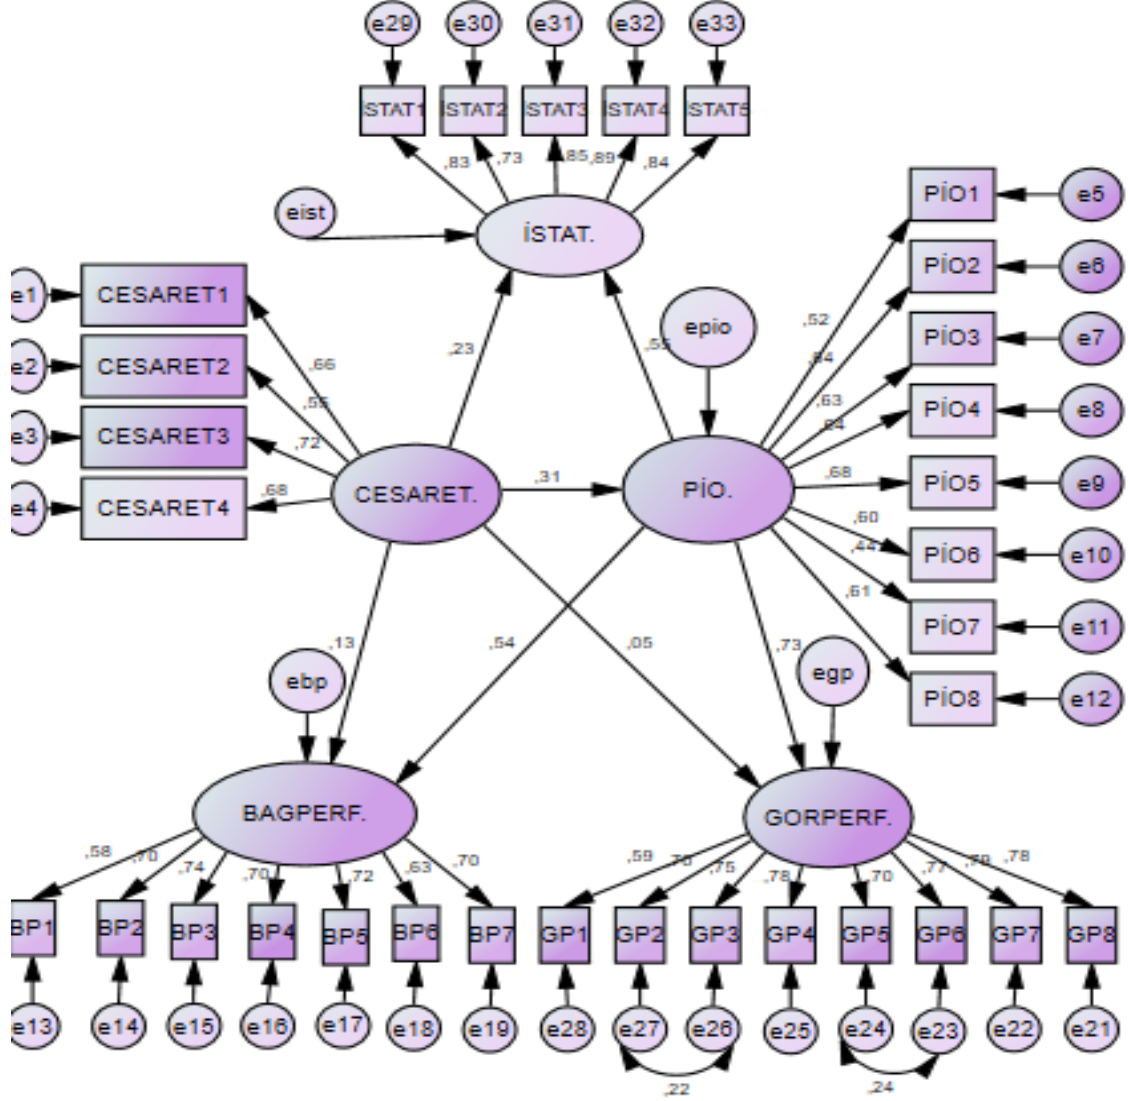 e29 e30 e31 e32 e33
İSTAT1 İSTAT2 İSTAT3 İSTAT4 İSTAT5
,83 ,73 ,85 ,89 ,84
eist
İSTAT.
PİO1 e5
PİO2 e6
PİO3 e7
PİO4 e8
PİO5 e9
PİO6 e10
PİO7 e11
PİO8 e12
e1 CESARET1
e2 CESARET2
e3 CESARET3
e4 CESARET4
,66
,72
,68
,23
epio
,52
,63
,68
,60
,44
,61
CESARET.
,31
PİO.
,13
,54
,05
,73
ebp
egp
BAGPERF.
GORPERF.
,58 ,70 ,74 ,70 ,72 ,63 ,70
,59 ,75 ,78 ,70 ,77 ,78
BP1 BP2 BP3 BP4 BP5 BP6 BP7 GP1 GP2 GP3 GP4 GP5 GP6 GP7 GP8
e13 e14 e15 e16 e17 e18 e19 e28 e27 e26 e25 e24 e23 e22 e21
,22
,24